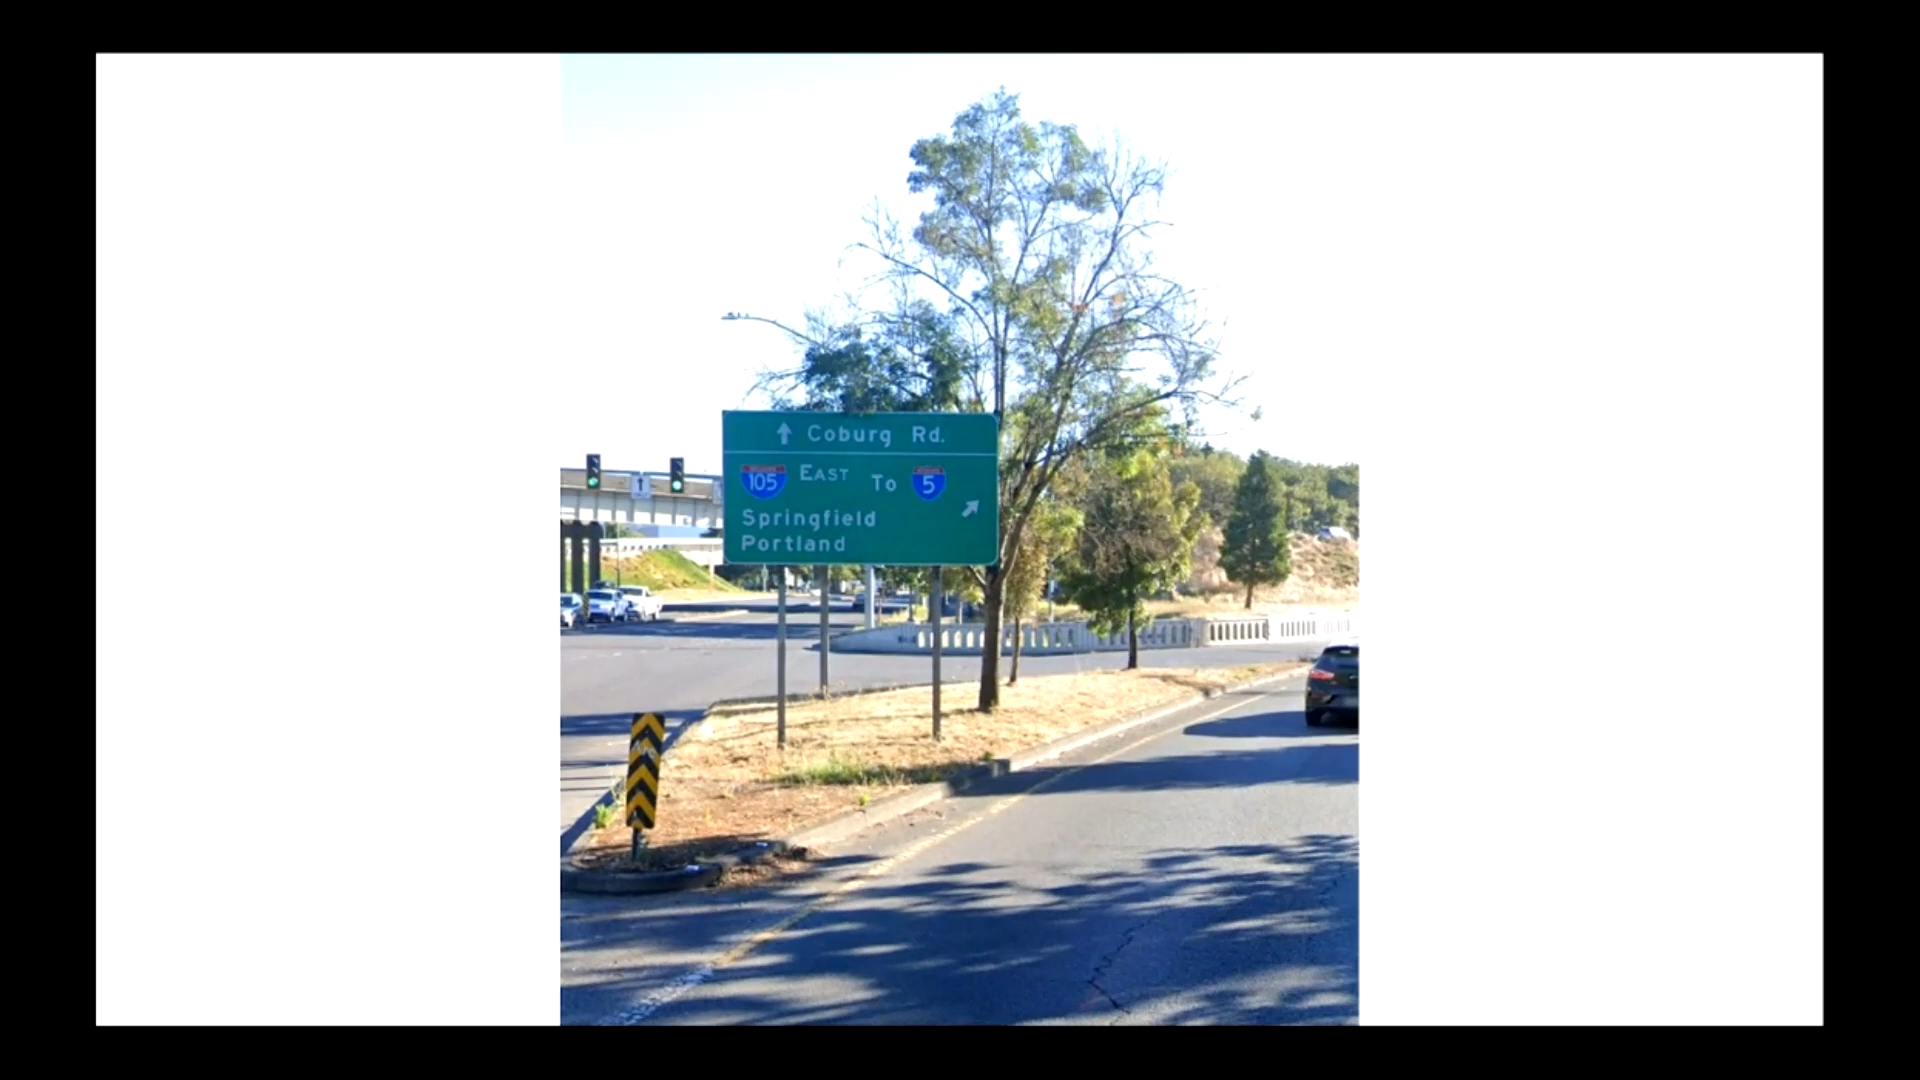 ↑ Coburg Rd.
105 EAST To 5
Springfield
Portland